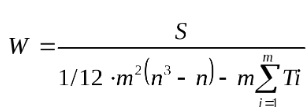 W = S / (1/12 · m²(n³ − n) − m∑_{i=1}^{m} Ti)